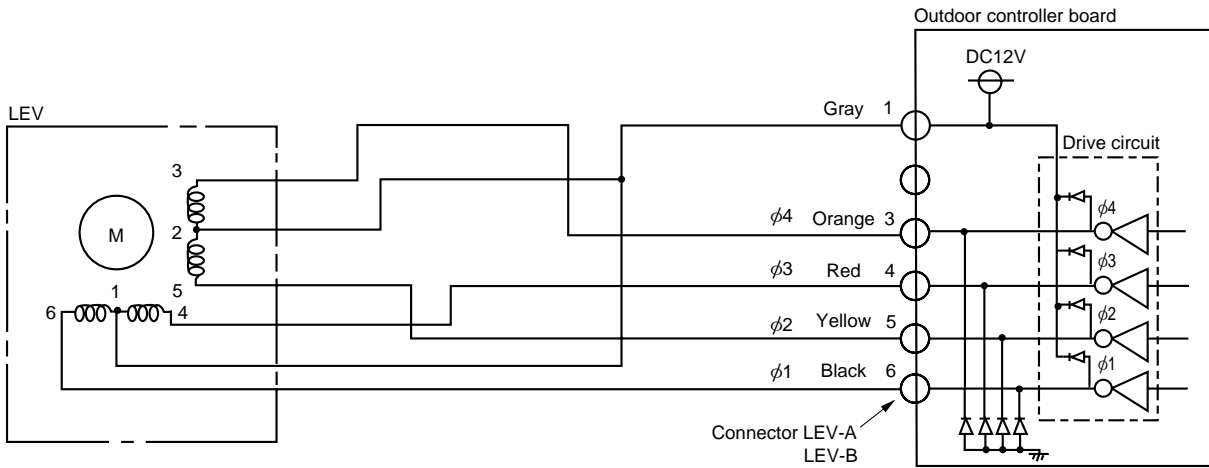 Outdoor controller board
DC12V
LEV
Gray 1
Drive circuit
3
M
2
ϕ4 Orange 3
ϕ4
ϕ3 Red 4
ϕ3
5
6 1 4
ϕ2 Yellow 5
ϕ2
ϕ1 Black 6
ϕ1
Connector LEV-A
LEV-B